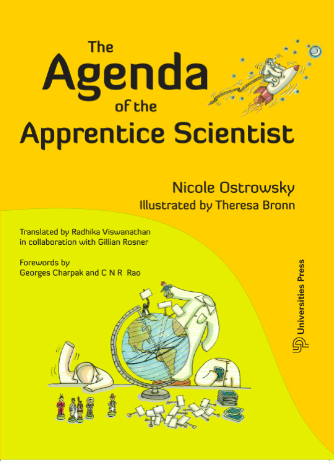 The
Agenda
of the
Apprentice Scientist
Nicole Ostrowsky
Illustrated by Theresa Bronn
Translated by Radhika Viswanathan
in collaboration with Gillian Rosner
Forewords by
Georges Charpak and C N R Rao
Universities Press